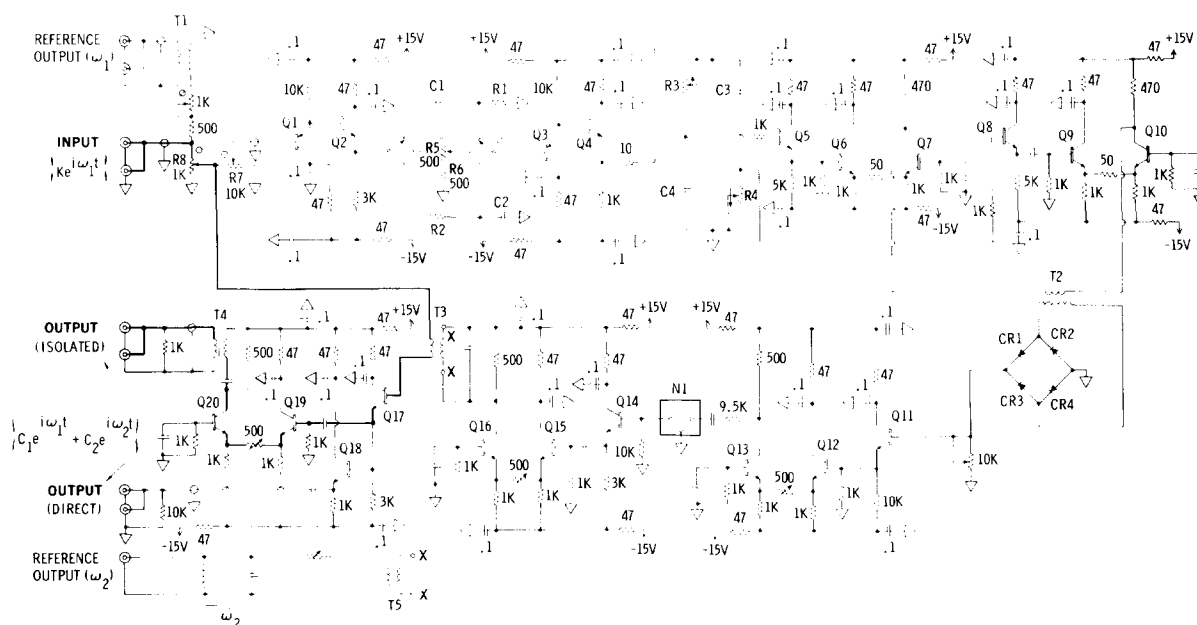 T1
REFERENCE
OUTPUT (ω1)
INPUT
Ke^iω1t
1K
500
R8
1K
R7
10K
.1
10K
Q1
47
.1
47
+15V
47
Q2
3K
47
-15V
.1
+15V
47
.1
C1
R1
10K
47
.1
R5
500
R6
500
Q3
Q4
10
C2
R2
47
1K
-15V
47
.1
R3
C3
C4
R4
.1
47
.1
47
1K
Q5
Q6
5K
1K
1K
50
.1
470
47
+15V
Q7
1K
1K
47
-15V
.1
47
.1
47
Q8
Q9
1K
5K
1K
1K
50
.1
47
+15V
470
Q10
1K
1K
47
-15V
T2
OUTPUT
(ISOLATED)
1K
T4
.1
500
47
47
47
47
+15V
T3
X
X
.1
.1
.1
Q20
Q19
Q17
1K
500
1K
1K
1K
Q18
1K
3K
C1e^iω1t + C2e^iω2t
OUTPUT
(DIRECT)
10K
-15V
47
.1
REFERENCE
OUTPUT (ω2)
ω2
T5
X
X
.1
500
47
.1
47
.1
47
+15V
Q16
Q15
Q14
1K
500
1K
1K
1K
10K
3K
47
-15V
.1
N1
9.5K
+15V
47
500
47
.1
47
.1
.1
Q13
Q12
Q11
1K
500
1K
1K
1K
10K
47
-15V
.1
10K
CR1
CR2
CR3
CR4